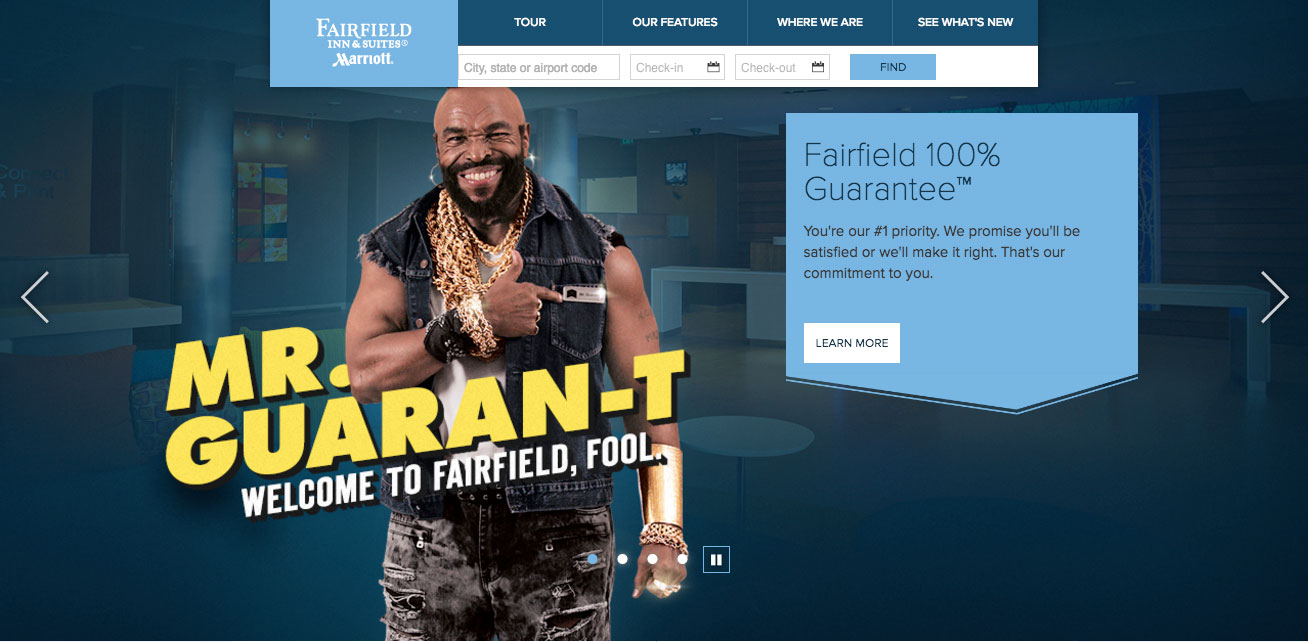 FAIRFIELD
INN & SUITES®
Marriott.
TOUR
OUR FEATURES
WHERE WE ARE
SEE WHAT'S NEW
City, state or airport code
Check-in
Check-out
FIND
Fairfield 100%
Guarantee™
You're our #1 priority. We promise you'll be
satisfied or we'll make it right. That's our
commitment to you.
LEARN MORE
MR.
GUARAN-T
WELCOME TO FAIRFIELD, FOOL.
& Print